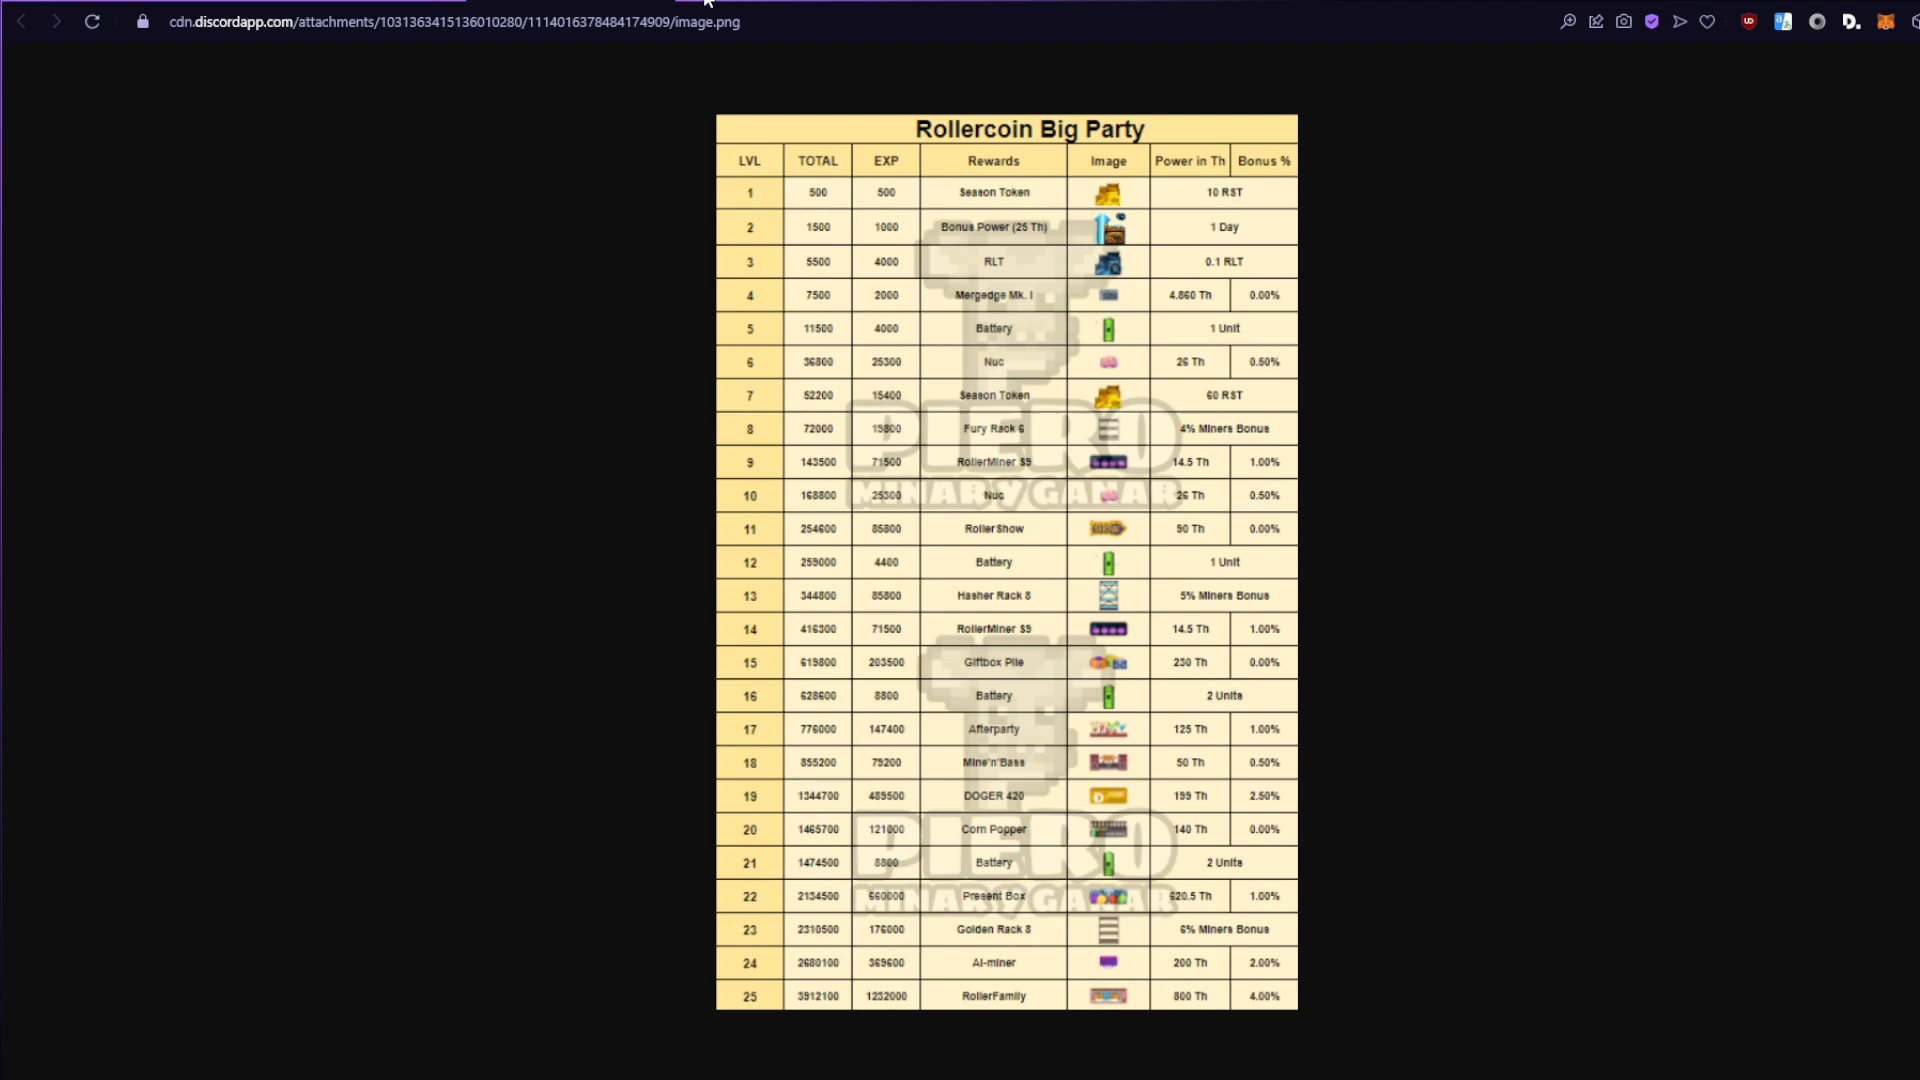 cdn.discordapp.com/attachments/1031363415136010280/1114016378484174909/image.png
Rollercoin Big Party
LVL TOTAL EXP Rewards Image Power in Th Bonus %
1 500 500 Season Token 10 RST
2 1500 1000 Bonus Power (25 Th) 1 Day
3 5500 4000 RLT 0.1 RLT
4 7500 2000 Mergedge Mk. I 4.860 Th 0.00%
5 11500 4000 Battery 1 Unit
6 36800 25300 Nuc 26 Th 0.50%
7 52200 15400 Season Token 60 RST
8 72000 19800 Fury Rack 6 4% Miners Bonus
9 143500 71500 RollerMiner S9 14.5 Th 1.00%
10 168800 25300 Nuc 26 Th 0.50%
11 254600 85800 RollerShow 90 Th 0.00%
12 259000 4400 Battery 1 Unit
13 344800 85800 Hasher Rack 8 5% Miners Bonus
14 416300 71500 RollerMiner S9 14.5 Th 1.00%
15 619800 203500 Giftbox Pile 230 Th 0.00%
16 628600 8800 Battery 2 Units
17 776000 147400 Afterparty 125 Th 1.00%
18 855200 79200 Mine'n'Bass 50 Th 0.50%
19 1344700 489500 DOGER 420 199 Th 2.50%
20 1465700 121000 Corn Popper 140 Th 0.00%
21 1474500 8800 Battery 2 Units
22 2134500 660000 Present Box 620.5 Th 1.00%
23 2310500 176000 Golden Rack 8 6% Miners Bonus
24 2680100 369600 AI-miner 200 Th 2.00%
25 3912100 1232000 RollerFamily 800 Th 4.00%
PIERO
MINAR Y GANAR
PIERO
MINAR Y GANAR